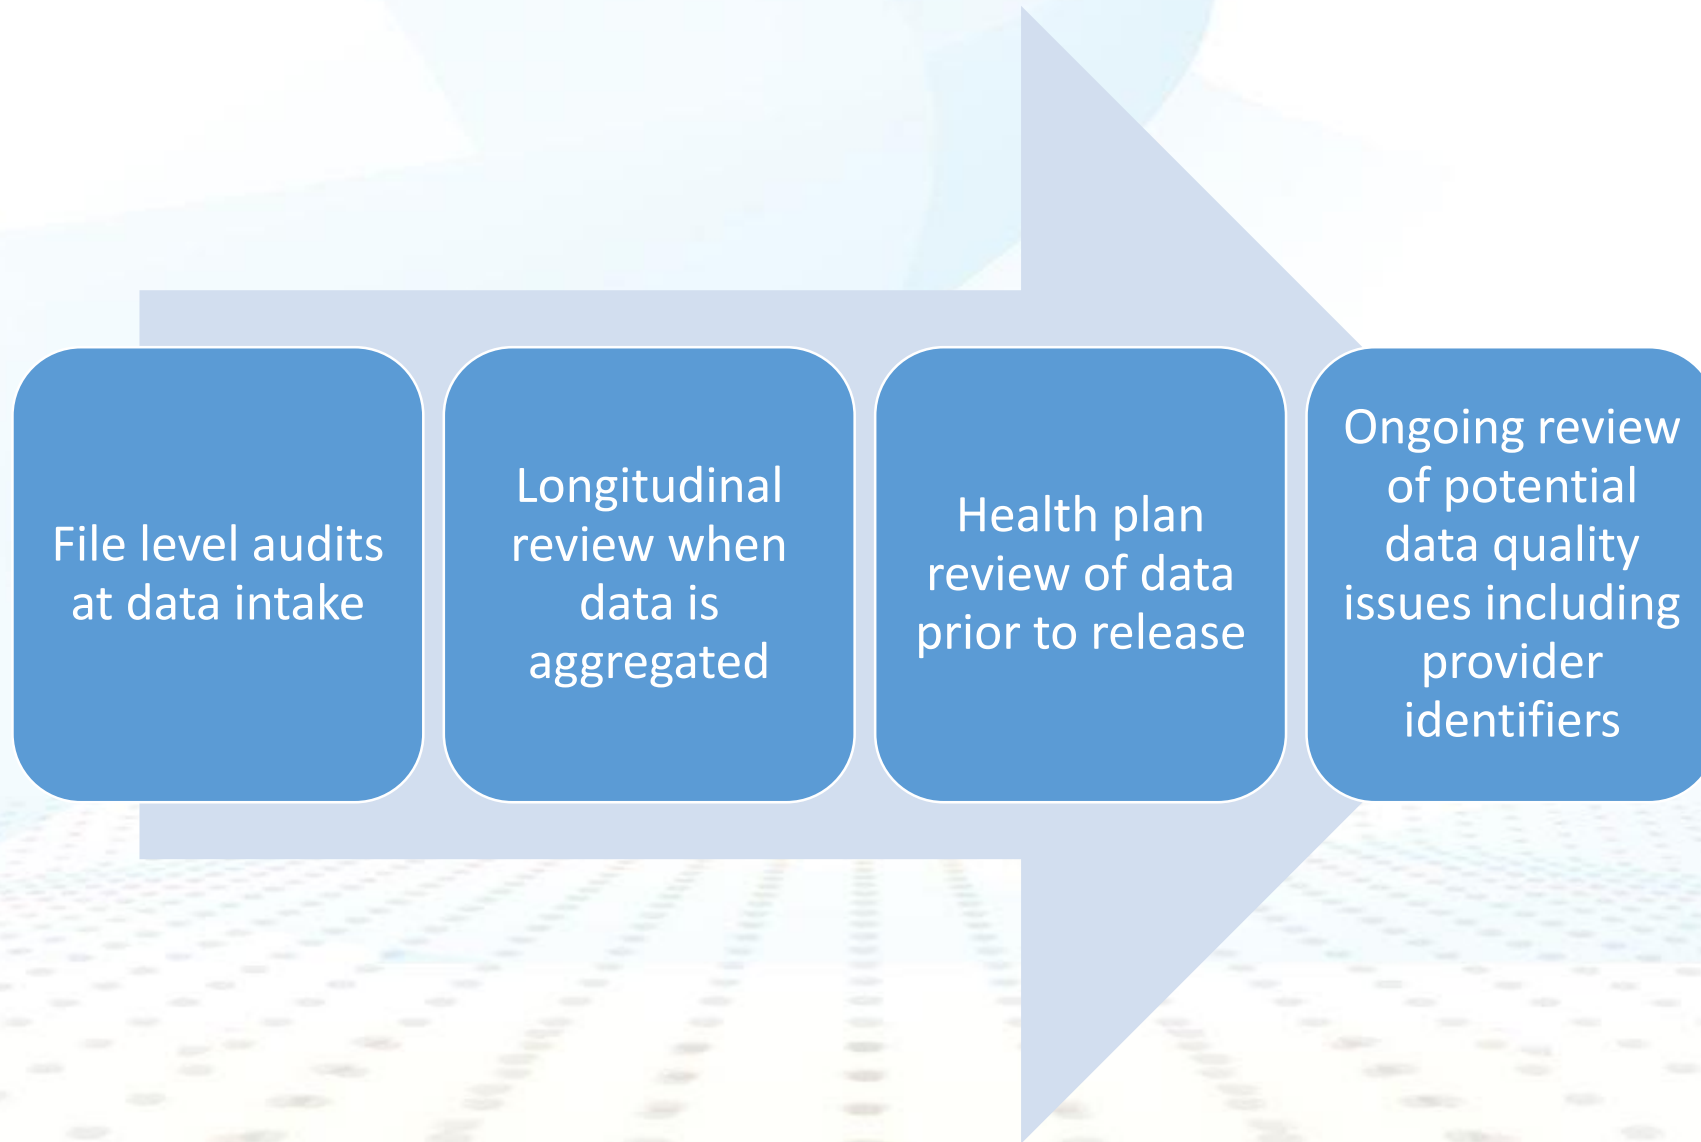 File level audits
at data intake
Longitudinal
review when
data is
aggregated
Health plan
review of data
prior to release
Ongoing review
of potential
data quality
issues including
provider
identifiers